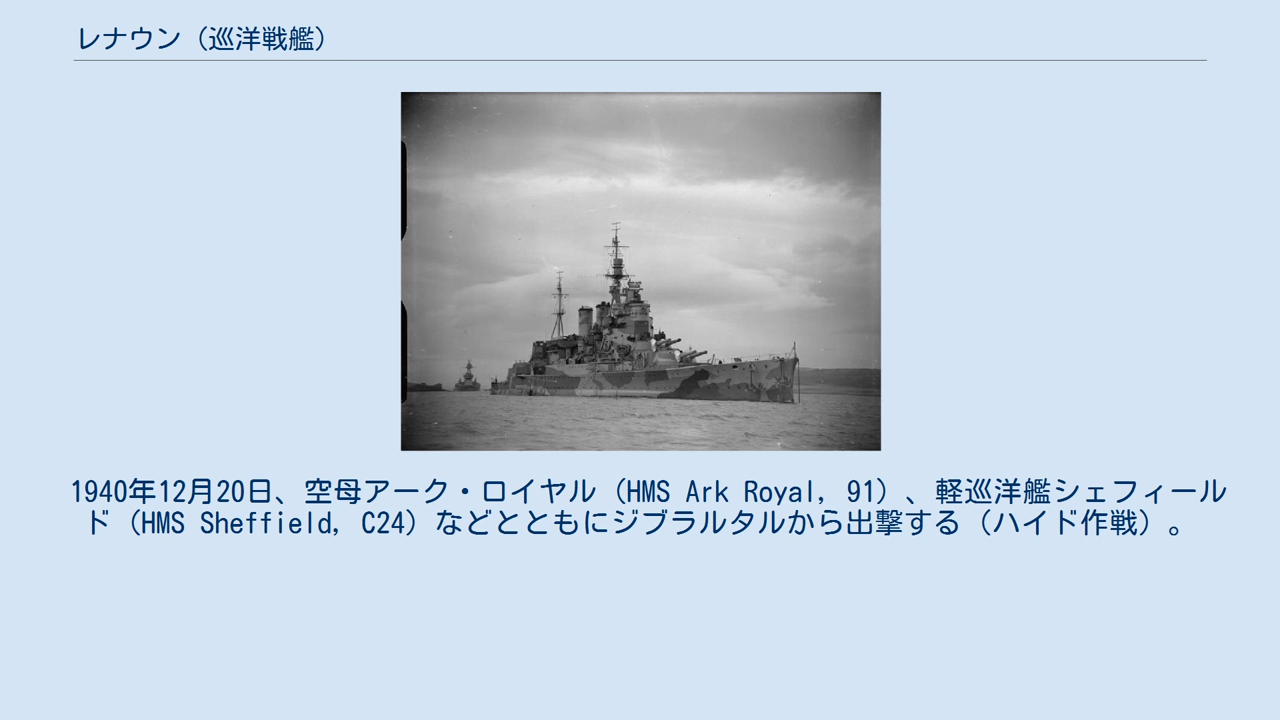 レナウン（巡洋戦艦）
1940年12月20日、空母アーク・ロイヤル（HMS Ark Royal, 91）、軽巡洋艦シェフィール
ド（HMS Sheffield, C24）などとともにジブラルタルから出撃する（ハイド作戦）。